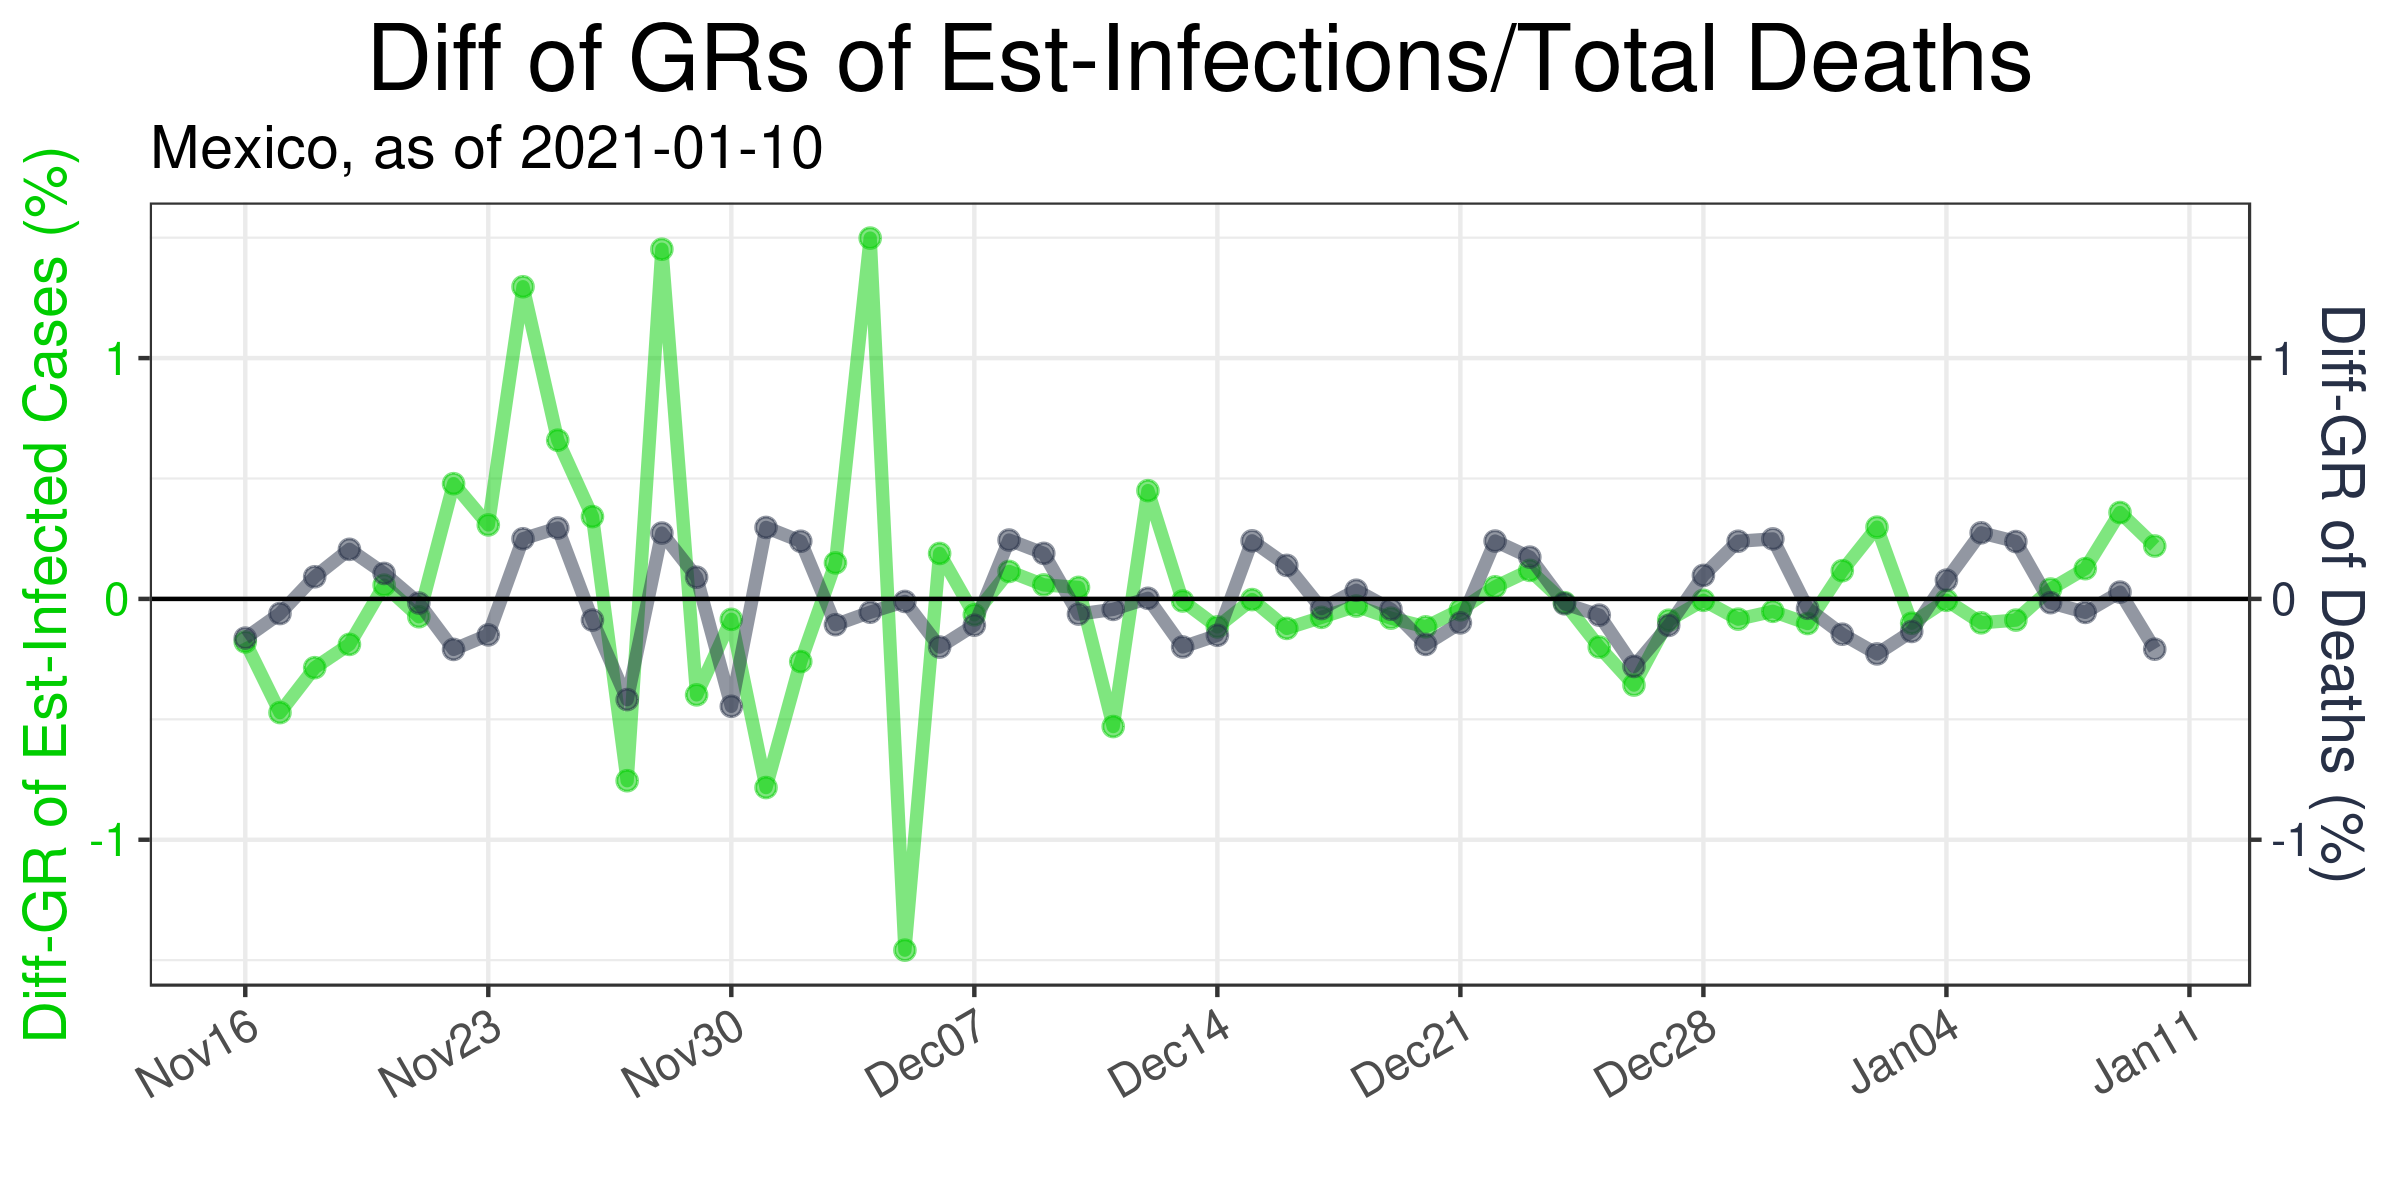 Diff of GRs of Est-Infections/Total Deaths
Mexico, as of 2021-01-10
Diff-GR of Est-Infected Cases (%)
1
0
-1
1
0
-1
Diff-GR of Deaths (%)
Nov16
Nov23
Nov30
Dec07
Dec14
Dec21
Dec28
Jan04
Jan11